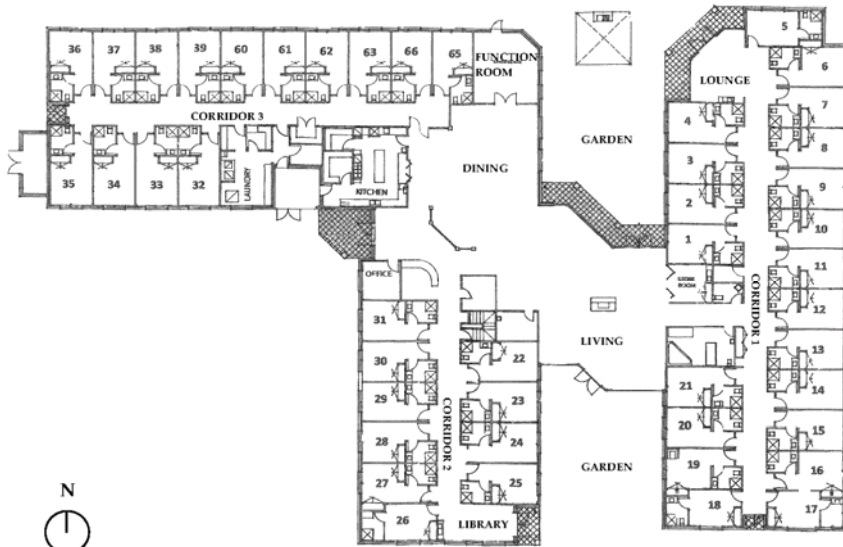 36 37 38 39 60 61 62 63 66 65
FUNCTION
ROOM
5
LOUNGE
6
7
8
9
10
11
12
13
14
15
16
17
CORRIDOR 3
35 34 33 32
LAUNDRY
KITCHEN
DINING
GARDEN
4
3
2
1
STORE
ROOM
CORRIDOR 1
OFFICE
LIVING
31
30
29
28
27
26
CORRIDOR 2
22
23
24
25
LIBRARY
GARDEN
21
20
19
18
N